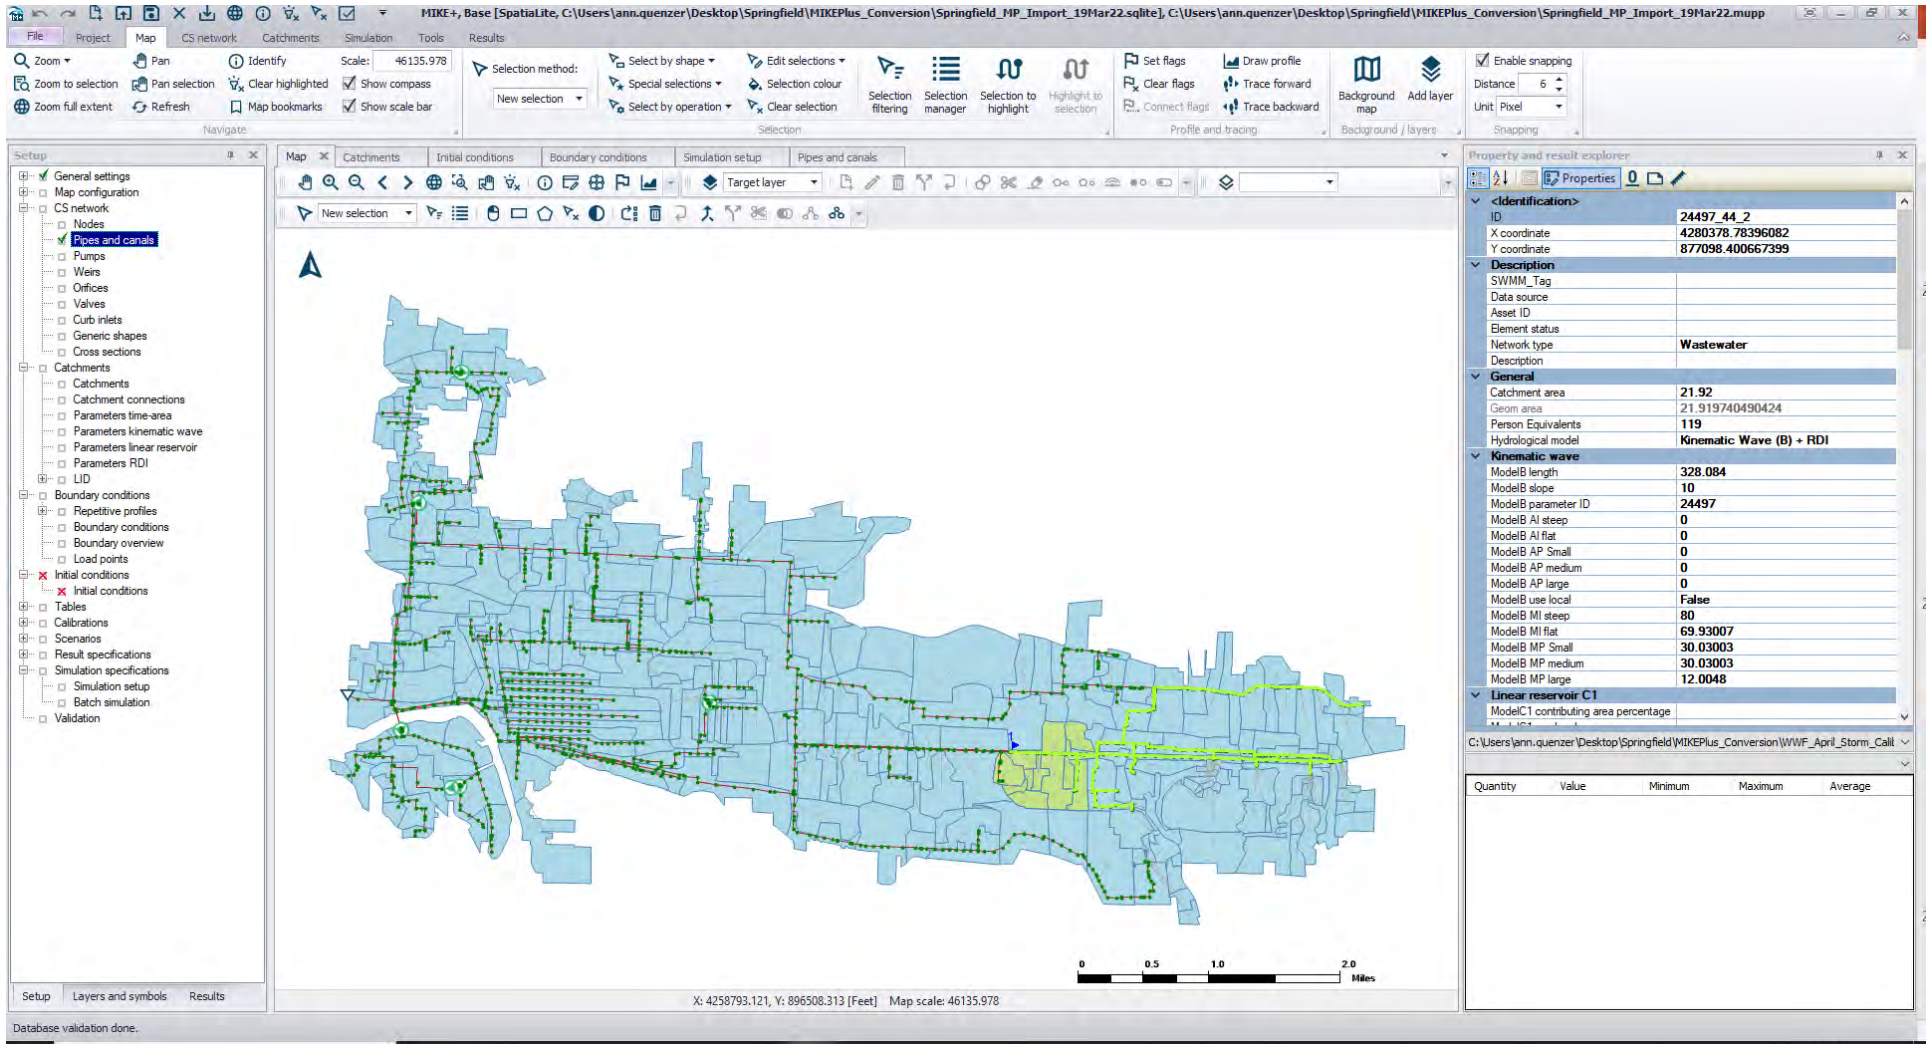 MIKE+, Base [SpatiaLite, C:\Users\ann.quenzer\Desktop\Springfield\MIKEPlus_Conversion\Springfield_MP_Import_19Mar22.sqlite], C:\Users\ann.quenzer\Desktop\Springfield\MIKEPlus_Conversion\Springfield_MP_Import_19Mar22.mupp
File Project Map CS network Catchments Simulation Tools Results
Zoom Pan Identify Scale: 46135.978
Zoom to selection Pan selection Clear highlighted Show compass
Zoom full extent Refresh Map bookmarks Show scale bar
Navigate
Selection method:
New selection
Select by shape Edit selections
Special selections Selection colour
Select by operation Clear selection
Selection filtering
Selection manager
Selection to highlight
Highlight to selection
Selection
Set flags Draw profile
Clear flags Trace forward
Connect flags Trace backward
Profile and tracing
Background map
Add layer
Background / layers
Enable snapping
Distance 6
Unit Pixel
Snapping
Setup
General settings
Map configuration
CS network
Nodes
Pipes and canals
Pumps
Weirs
Orifices
Valves
Curb inlets
Generic shapes
Cross sections
Catchments
Catchments
Catchment connections
Parameters time-area
Parameters kinematic wave
Parameters linear reservoir
Parameters RDI
LID
Boundary conditions
Repetitive profiles
Boundary conditions
Boundary overview
Load points
Initial conditions
Initial conditions
Tables
Calibrations
Scenarios
Result specifications
Simulation specifications
Simulation setup
Batch simulation
Validation
Setup Layers and symbols Results
Database validation done.
Map Catchments Initial conditions Boundary conditions Simulation setup Pipes and canals
Target layer
New selection
1
0 0.5 1.0 2.0
Miles
X: 4258793.121, Y: 896508.313 [Feet] Map scale: 46135.978
Property and result explorer
Properties
<Identification>
ID 24497_44_2
X coordinate 4280378.78396082
Y coordinate 877098.400667399
Description
SWMM_Tag
Data source
Asset ID
Element status
Network type Wastewater
Description
General
Catchment area 21.92
Geom area 21.919740490424
Person Equivalents 119
Hydrological model Kinematic Wave (B) + RDI
Kinematic wave
ModelB length 328.084
ModelB slope 10
ModelB parameter ID 24497
ModelB AI steep 0
ModelB AI flat 0
ModelB AP Small 0
ModelB AP medium 0
ModelB AP large 0
ModelB use local False
ModelB MI steep 80
ModelB MI flat 69.93007
ModelB MP Small 30.03003
ModelB MP medium 30.03003
ModelB MP large 12.0048
Linear reservoir C1
ModelC1 contributing area percentage
C:\Users\ann.quenzer\Desktop\Springfield\MIKEPlus_Conversion\WWF_April_Storm_Cali
Quantity Value Minimum Maximum Average